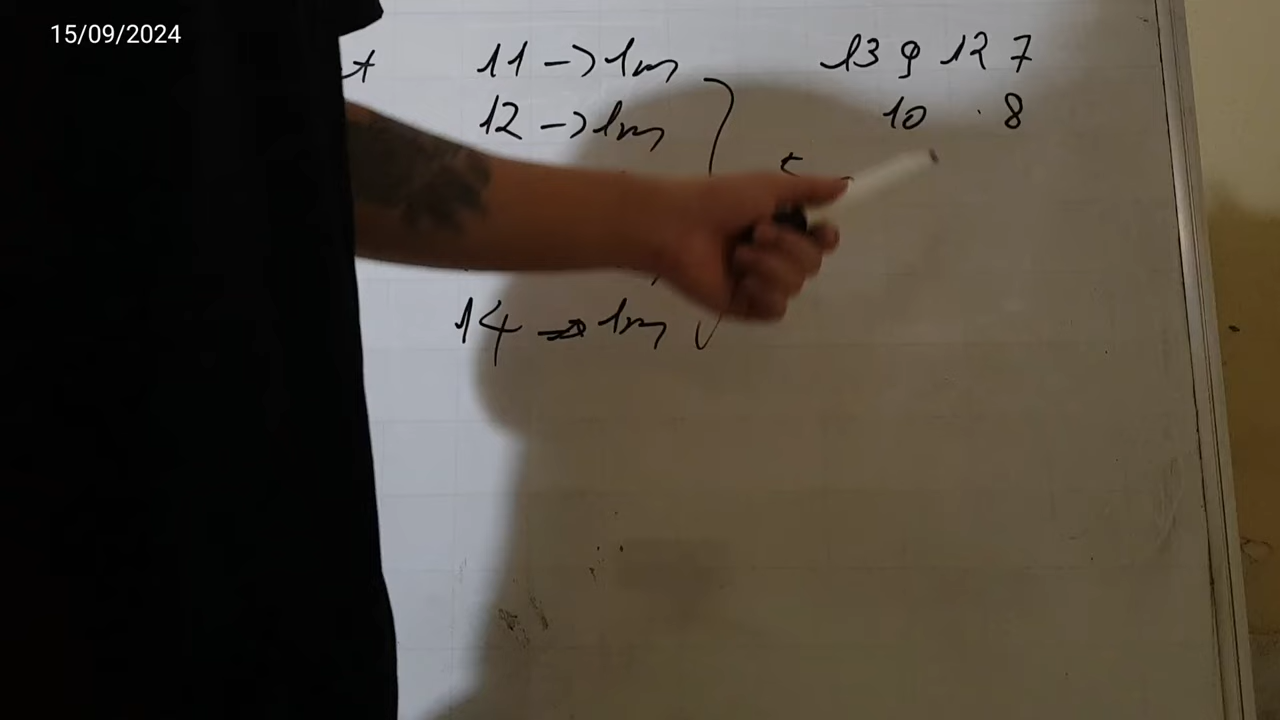 15/09/2024
11 -> 1m
12 -> 1m
14 -> 1m
13 9 12 7
10 . 8